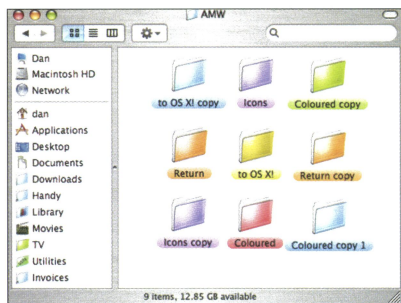 AMW
Dan
Macintosh HD
Network
dan
Applications
Desktop
Documents
Downloads
Handy
Library
Movies
TV
Utilities
Invoices
to OS X! copy
Icons
Coloured copy
Return
to OS X!
Return copy
Icons copy
Coloured
Coloured copy 1
9 items, 12.85 GB available